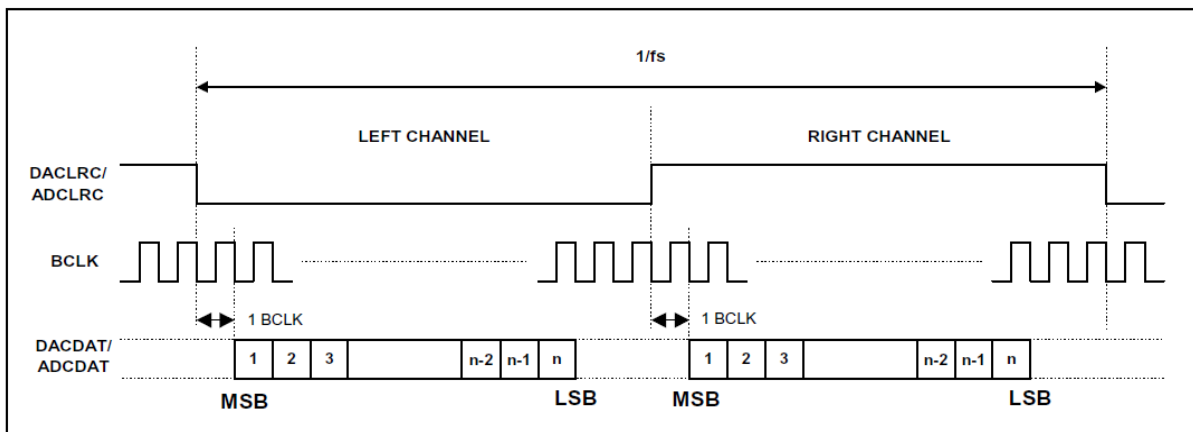 1/fs
LEFT CHANNEL RIGHT CHANNEL
DACLRC/
ADCLRC
BCLK
1 BCLK 1 BCLK
DACDAT/
ADCDAT
1 2 3 n-2 n-1 n 1 2 3 n-2 n-1 n
MSB LSB MSB LSB